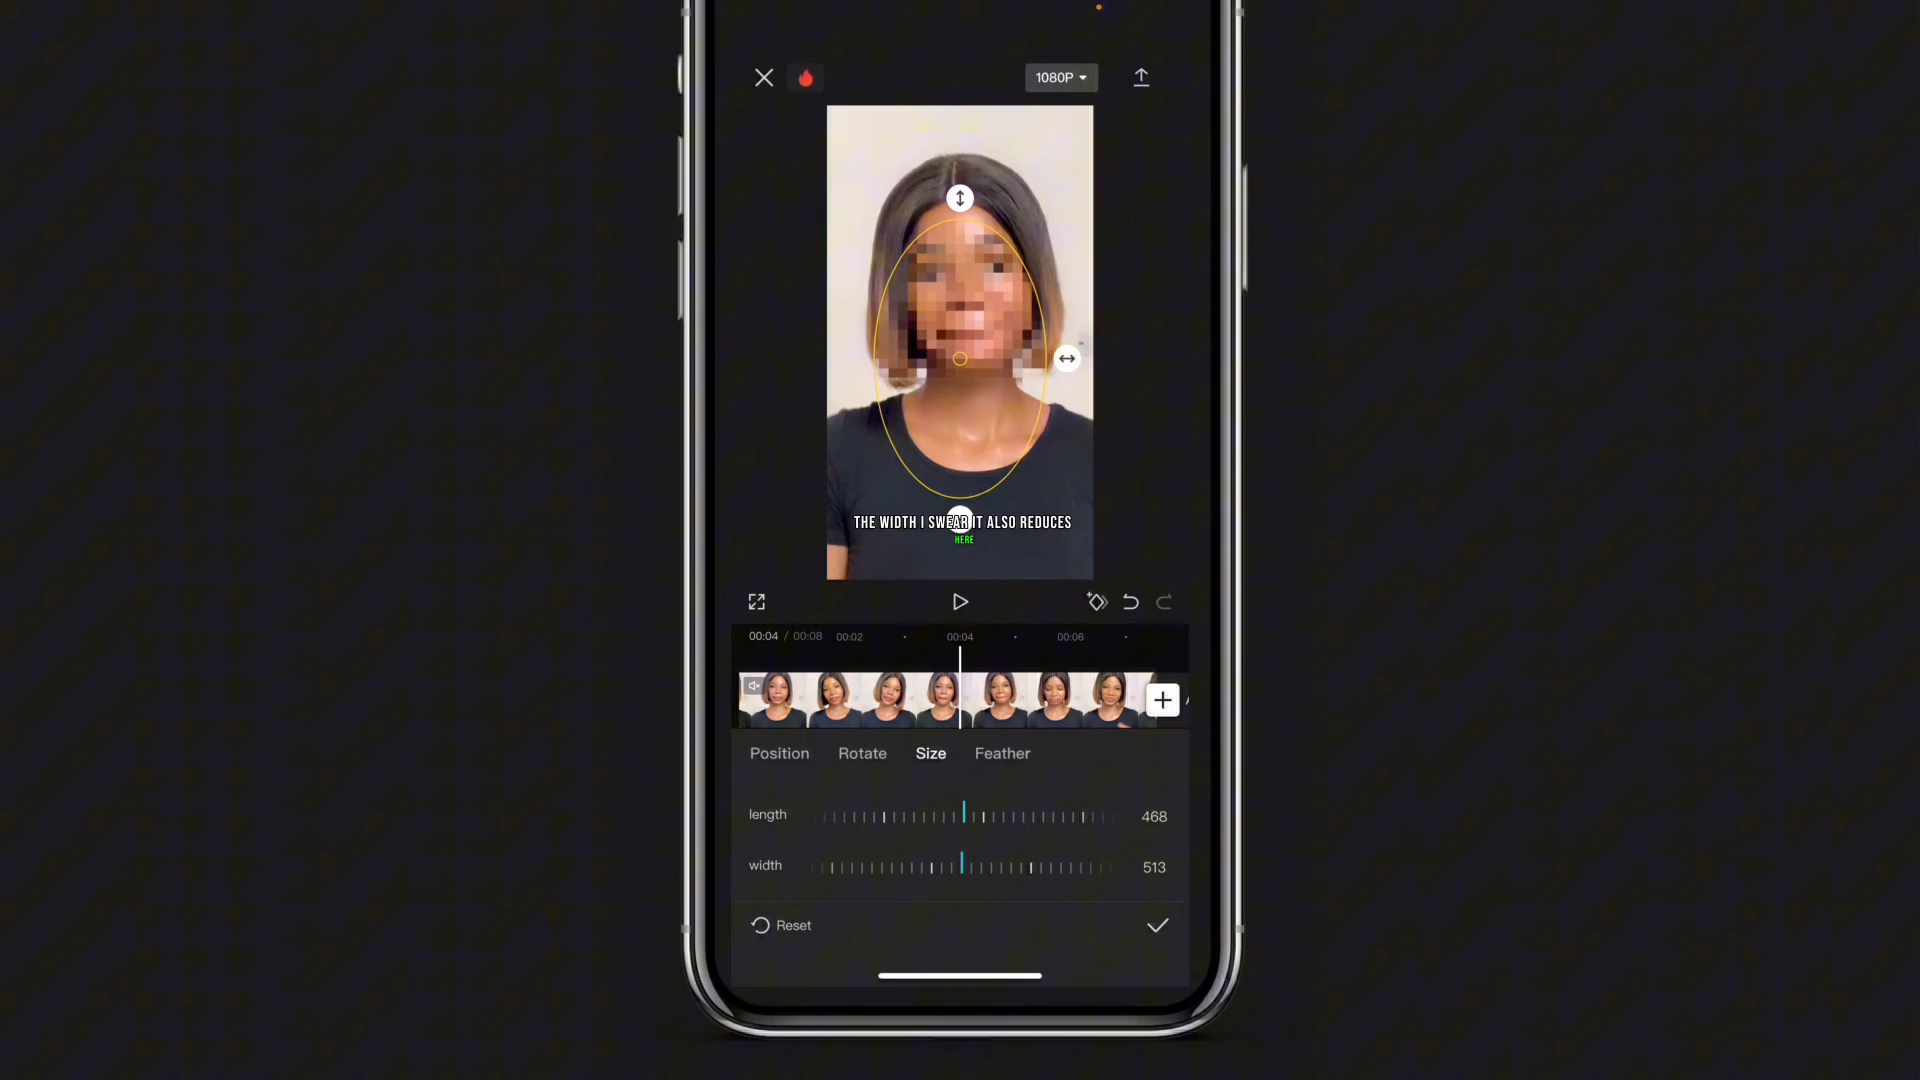 1080P
THE WIDTH I SWEAR IT ALSO REDUCES
HERE
00:04 / 00:08 00:02 00:04 00:06
Position Rotate Size Feather
length 468
width 513
Reset